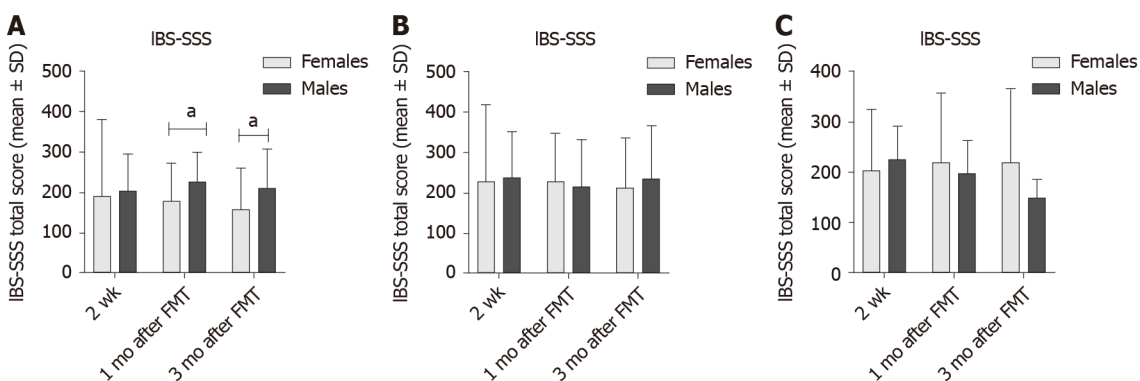 A
IBS-SSS
Females
Males
IBS-SSS total score (mean ± SD)
500
400
300
200
100
0
a
a
2 wk
1 mo after FMT
3 mo after FMT
B
IBS-SSS
Females
Males
IBS-SSS total score (mean ± SD)
500
400
300
200
100
0
2 wk
1 mo after FMT
3 mo after FMT
C
IBS-SSS
Females
Males
IBS-SSS total score (mean ± SD)
400
300
200
100
0
2 wk
1 mo after FMT
3 mo after FMT